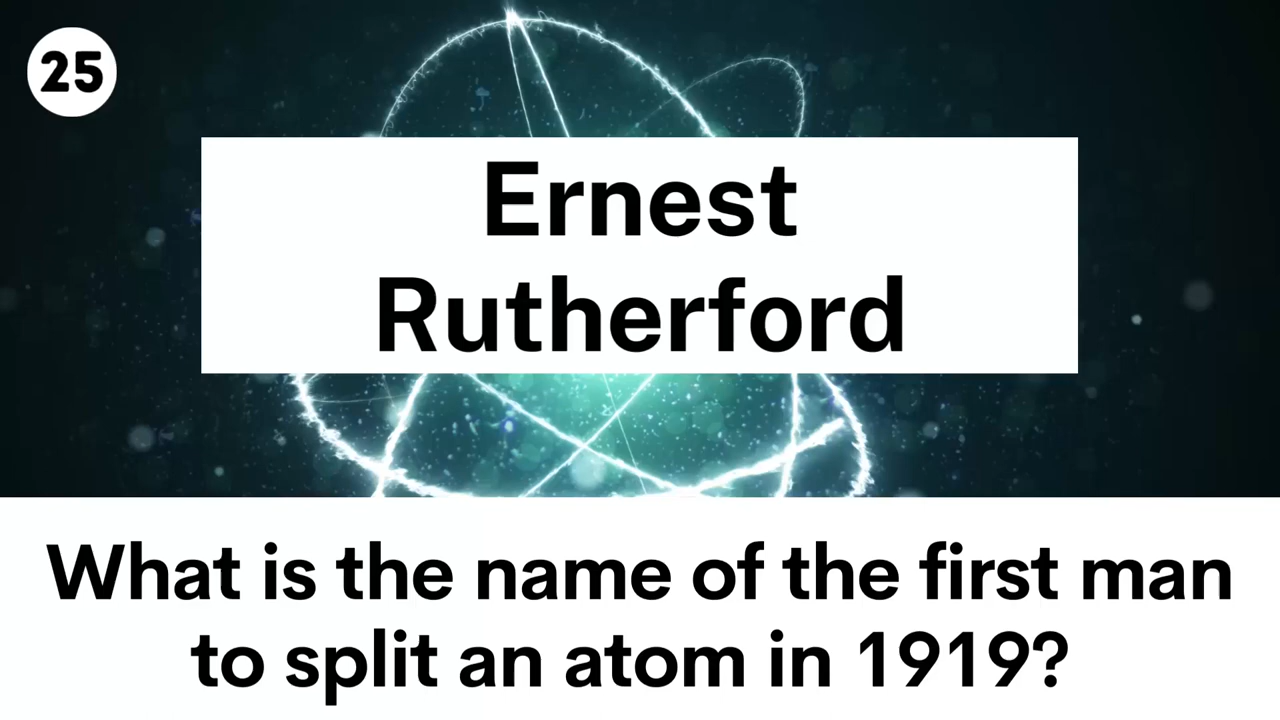 25
Ernest
Rutherford
What is the name of the first man
to split an atom in 1919?